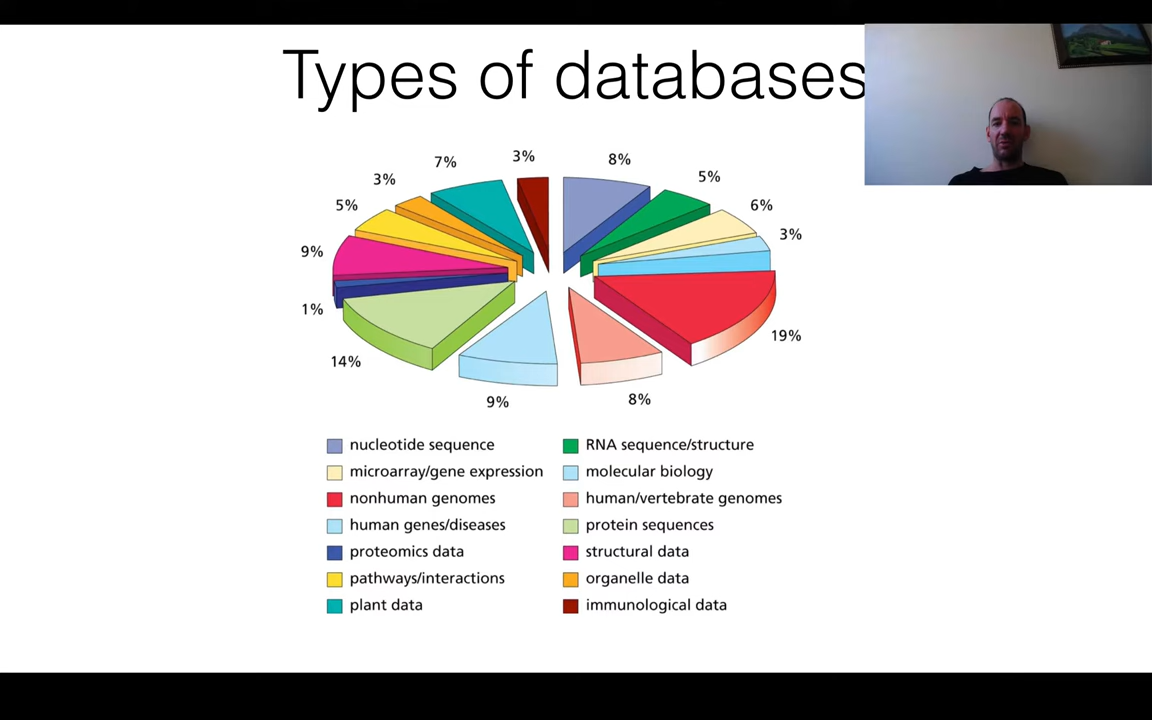 Types of databases
3%
8%
7%
5%
3%
6%
5%
3%
9%
19%
1%
14%
9%
8%
nucleotide sequence
RNA sequence/structure
microarray/gene expression
molecular biology
nonhuman genomes
human/vertebrate genomes
human genes/diseases
protein sequences
proteomics data
structural data
pathways/interactions
organelle data
plant data
immunological data